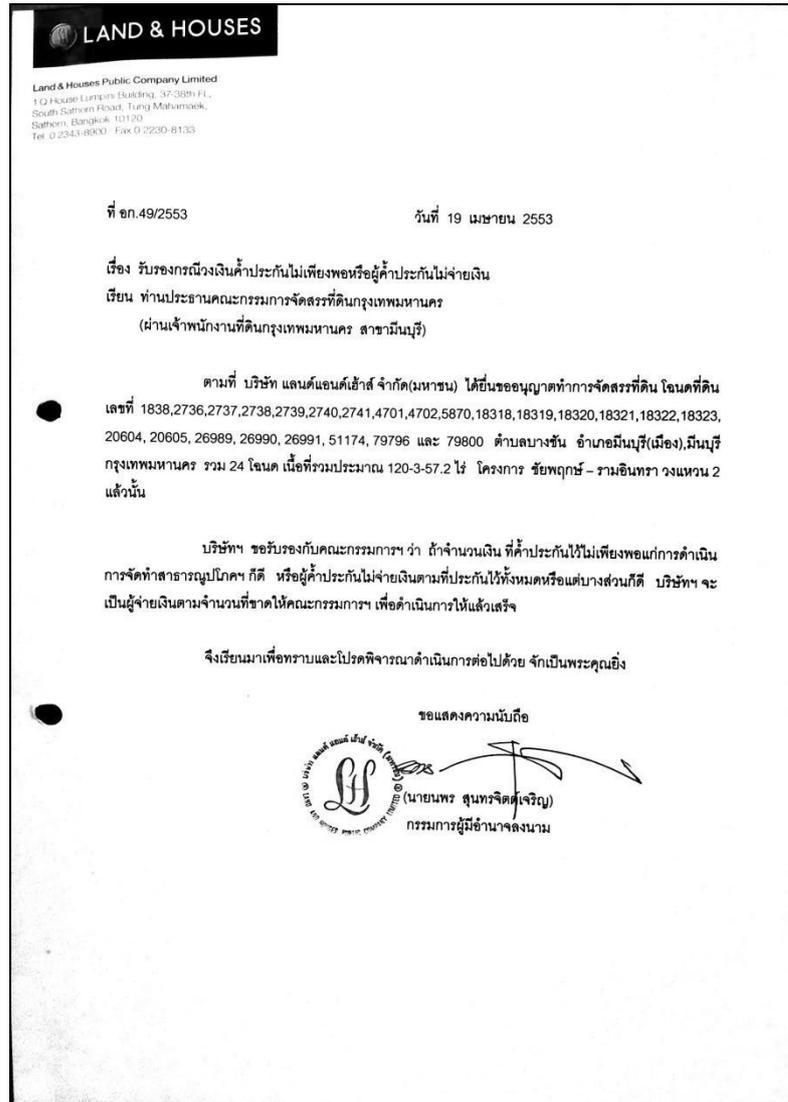 LAND & HOUSES
Land & Houses Public Company Limited
1 Q House Lumpini Building, 37-38th Fl.,
South Sathorn Road, Tung Mahamaek,
Sathorn, Bangkok 10120
Tel. 0 2343-8900 Fax 0 2230-8133
ที่ อก.49/2553 วันที่ 19 เมษายน 2553
เรื่อง รับรองกรณีวงเงินค้ำประกันไม่เพียงพอหรือผู้ค้ำประกันไม่จ่ายเงิน
เรียน ท่านประธานคณะกรรมการจัดสรรที่ดินกรุงเทพมหานคร
(ผ่านเจ้าพนักงานที่ดินกรุงเทพมหานคร สาขามีนบุรี)
ตามที่ บริษัท แลนด์แอนด์เฮ้าส์ จำกัด(มหาชน) ได้ยื่นขออนุญาตทำการจัดสรรที่ดิน โฉนดที่ดิน
เลขที่ 1838,2736,2737,2738,2739,2740,2741,4701,4702,5870,18318,18319,18320,18321,18322,18323,
20604, 20605, 26989, 26990, 26991, 51174, 79796 และ 79800 ตำบลบางชัน อำเภอมีนบุรี(เมือง),มีนบุรี
กรุงเทพมหานคร รวม 24 โฉนด เนื้อที่รวมประมาณ 120-3-57.2 ไร่ โครงการ ชัยพฤกษ์ – รามอินทรา วงแหวน 2
แล้วนั้น
บริษัทฯ ขอรับรองกับคณะกรรมการฯ ว่า ถ้าจำนวนเงิน ที่ค้ำประกันไว้ไม่เพียงพอแก่การดำเนิน
การจัดทำสาธารณูปโภคฯ ก็ดี หรือผู้ค้ำประกันไม่จ่ายเงินตามที่ประกันไว้ทั้งหมดหรือแต่บางส่วนก็ดี บริษัทฯ จะ
เป็นผู้จ่ายเงินตามจำนวนที่ขาดให้คณะกรรมการฯ เพื่อดำเนินการให้แล้วเสร็จ
จึงเรียนมาเพื่อทราบและโปรดพิจารณาดำเนินการต่อไปด้วย จักเป็นพระคุณยิ่ง
ขอแสดงความนับถือ
บริษัท แลนด์ แอนด์ เฮ้าส์ จำกัด (มหาชน)
LH
LAND AND HOUSES PUBLIC COMPANY LIMITED
(นายนพร สุนทรจิตต์เจริญ)
กรรมการผู้มีอำนาจลงนาม